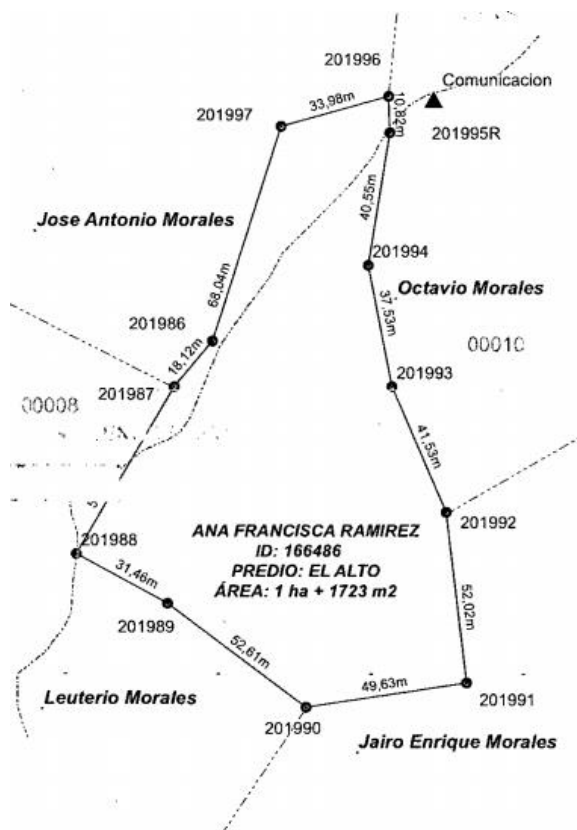 201996
Comunicacion
33,98m
10,82m
201997
201995R
40,55m
Jose Antonio Morales
68,04m
201994
Octavio Morales
37,53m
201986
00010
18,12m
201987
201993
00008
41,53m
201992
ANA FRANCISCA RAMIREZ
ID: 166486
PREDIO: EL ALTO
ÁREA: 1 ha + 1723 m2
201988
31,46m
201989
52,02m
52,61m
Leuterio Morales
49,63m
201991
201990
Jairo Enrique Morales